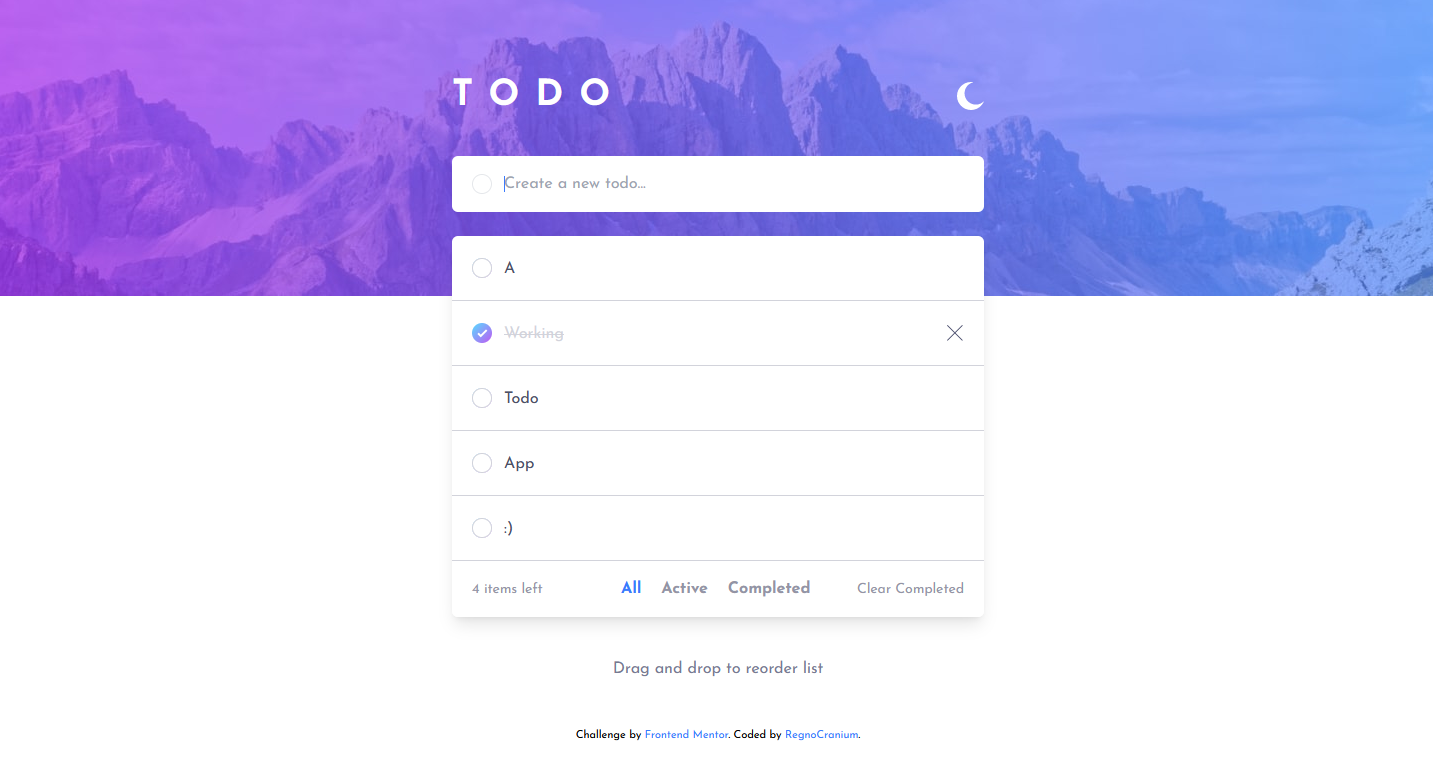 TODO
Create a new todo...
A
Working
Todo
App
:)
4 items left All Active Completed Clear Completed
Drag and drop to reorder list
Challenge by Frontend Mentor. Coded by RegnoCranium.